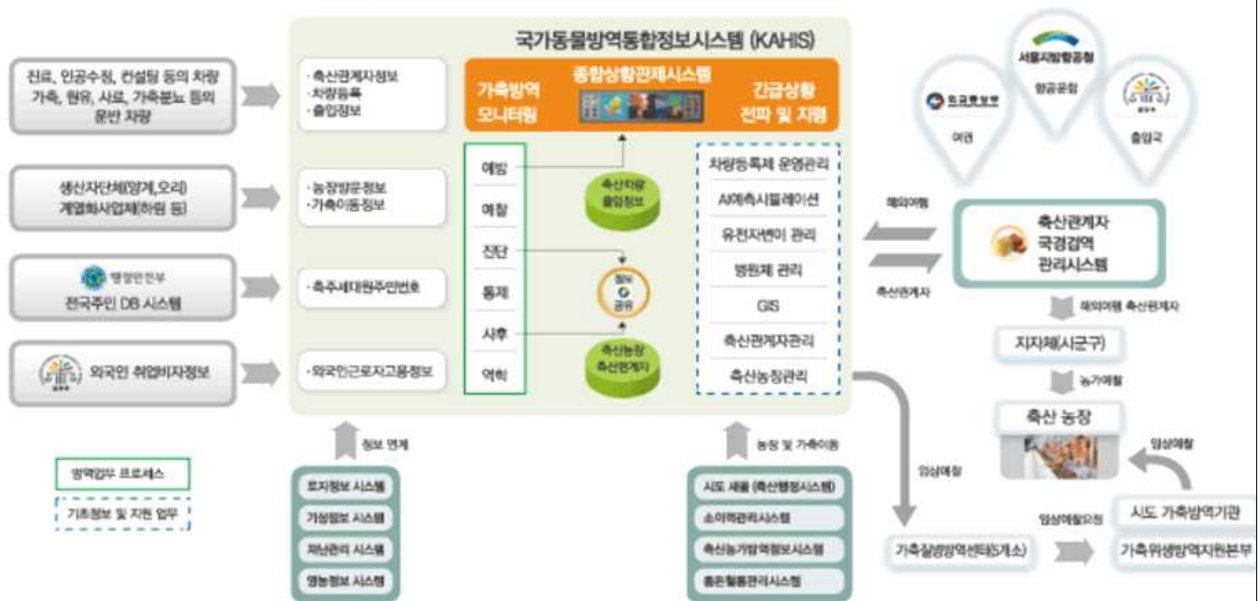 국가동물방역통합정보시스템 (KAHIS)
진료, 인공수정, 컨설팅 등의 차량
가축, 원유, 사료, 가축분뇨 등의
운반 차량
· 축산관계자정보
· 차량등록
· 출입정보
가축방역
모니터링
종합상황관제시스템
긴급상황
전파 및 지령
생산자단체(양계,오리)
계열화사업체(하림 등)
· 농장방문정보
· 가축이동정보
행정안전부
전국주민 DB 시스템
· 축주세대원주민번호
외국인 취업비자정보
· 외국인근로자고용정보
예방
예찰
진단
통제
사후
역학
축산차량
출입정보
정보
공유
축산농장
축산관계자
차량등록제 운영관리
AI예측시뮬레이션
유전자변이 관리
병원체 관리
GIS
축산관계자관리
축산농장관리
외교통상부
여권
서울지방항공청
항공운항
법무부
출입국
해외여행
축산관계자
축산관계자
국경검역
관리시스템
해외여행 축산관계자
지자체(시군구)
농가예찰
축산 농장
임상예찰
임상예찰
시도 가축방역기관
가축위생방역지원본부
임상예찰요청
가축질병방역센터(5개소)
방역업무 프로세스
기초정보 및 지원 업무
정보 연계
토지정보 시스템
기상정보 시스템
재난관리 시스템
영농정보 시스템
농장 및 가축이동
시도 새올 (축산행정시스템)
소이력관리시스템
축산농가방역정보시스템
종돈혈통관리시스템